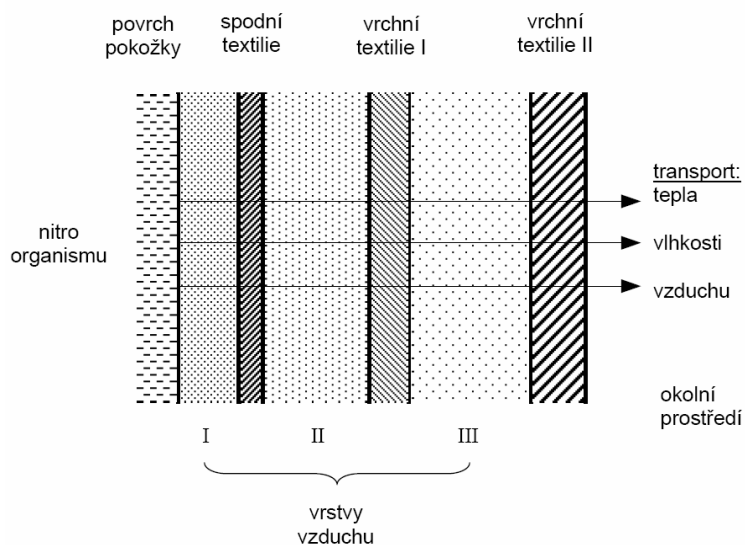 povrch
pokožky
spodní
textilie
vrchní
textilie I
vrchní
textilie II
transport:
tepla
vlhkosti
vzduchu
nitro
organismu
okolní
prostředí
I
II
III
vrstvy
vzduchu